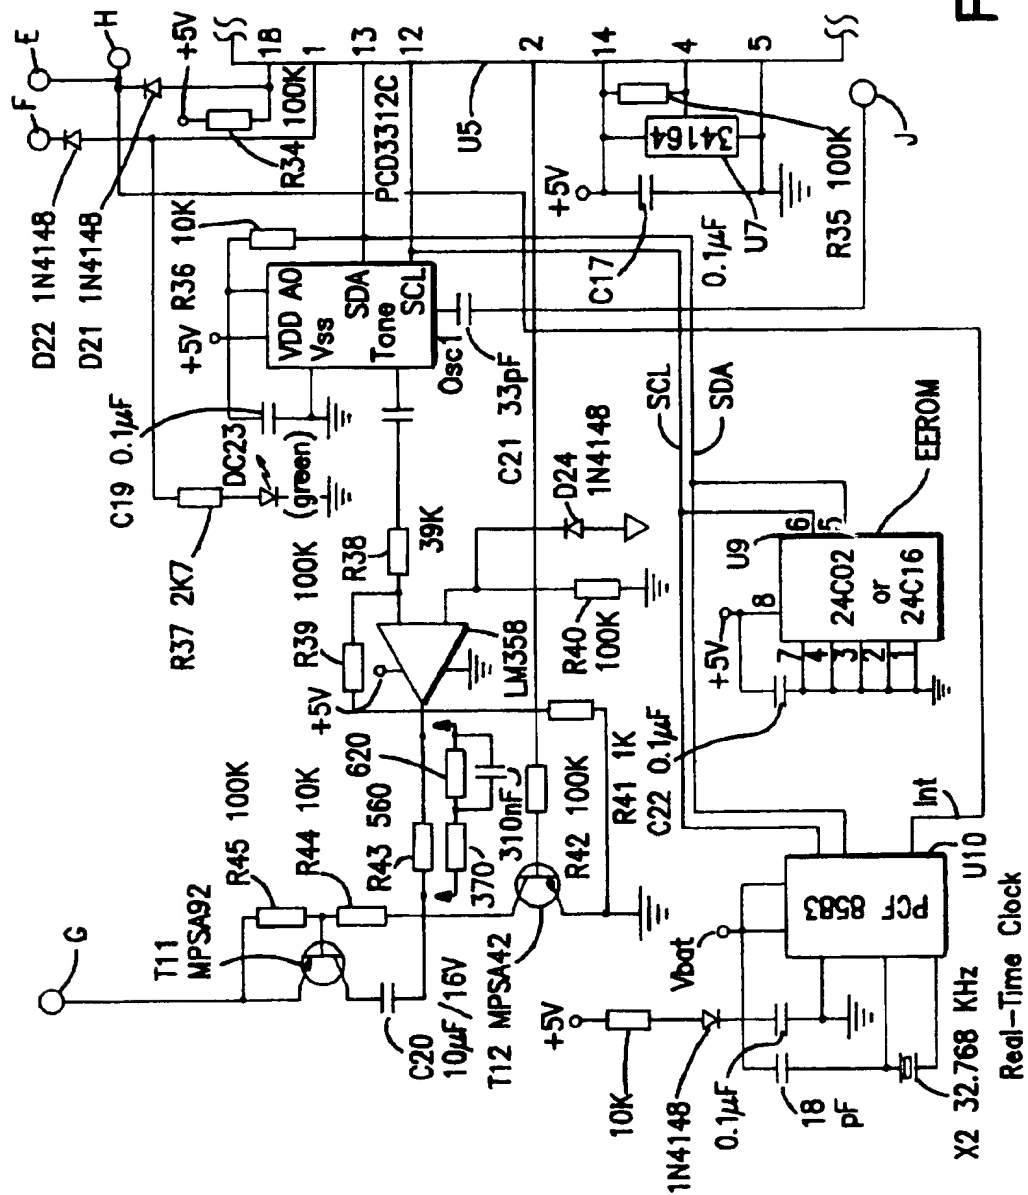 F
E
H
F
+5V
18
1
13
12
2
14
4
5
D22 1N4148
D21 1N4148
R34 100K
PCD3312C
U5
+5V
34164
C17
0.1μF
U7
R35 100K
J
+5V
R36 10K
VDD A0
Vss
SDA
Tone
SCL
Osc1
33pF
C21
C19 0.1μF
DC23
(green)
R37 2K7
R38
39K
R39 100K
+5V
LM358
D24
1N4148
R40
100K
SCL
SDA
EEROM
U9
6
5
8
24C02
or
24C16
7
4
3
2
1
+5V
C22 0.1μF
R41 1K
R42 100K
620
310nF
370
R43 560
R44 10K
R45 100K
T11
MPSA92
G
C20
10μF/16V
T12 MPSA42
+5V
10K
1N4148
0.1μF
18
pF
Vbat
PCF
8583
Int
U10
X2 32.768 KHz
Real-Time Clock